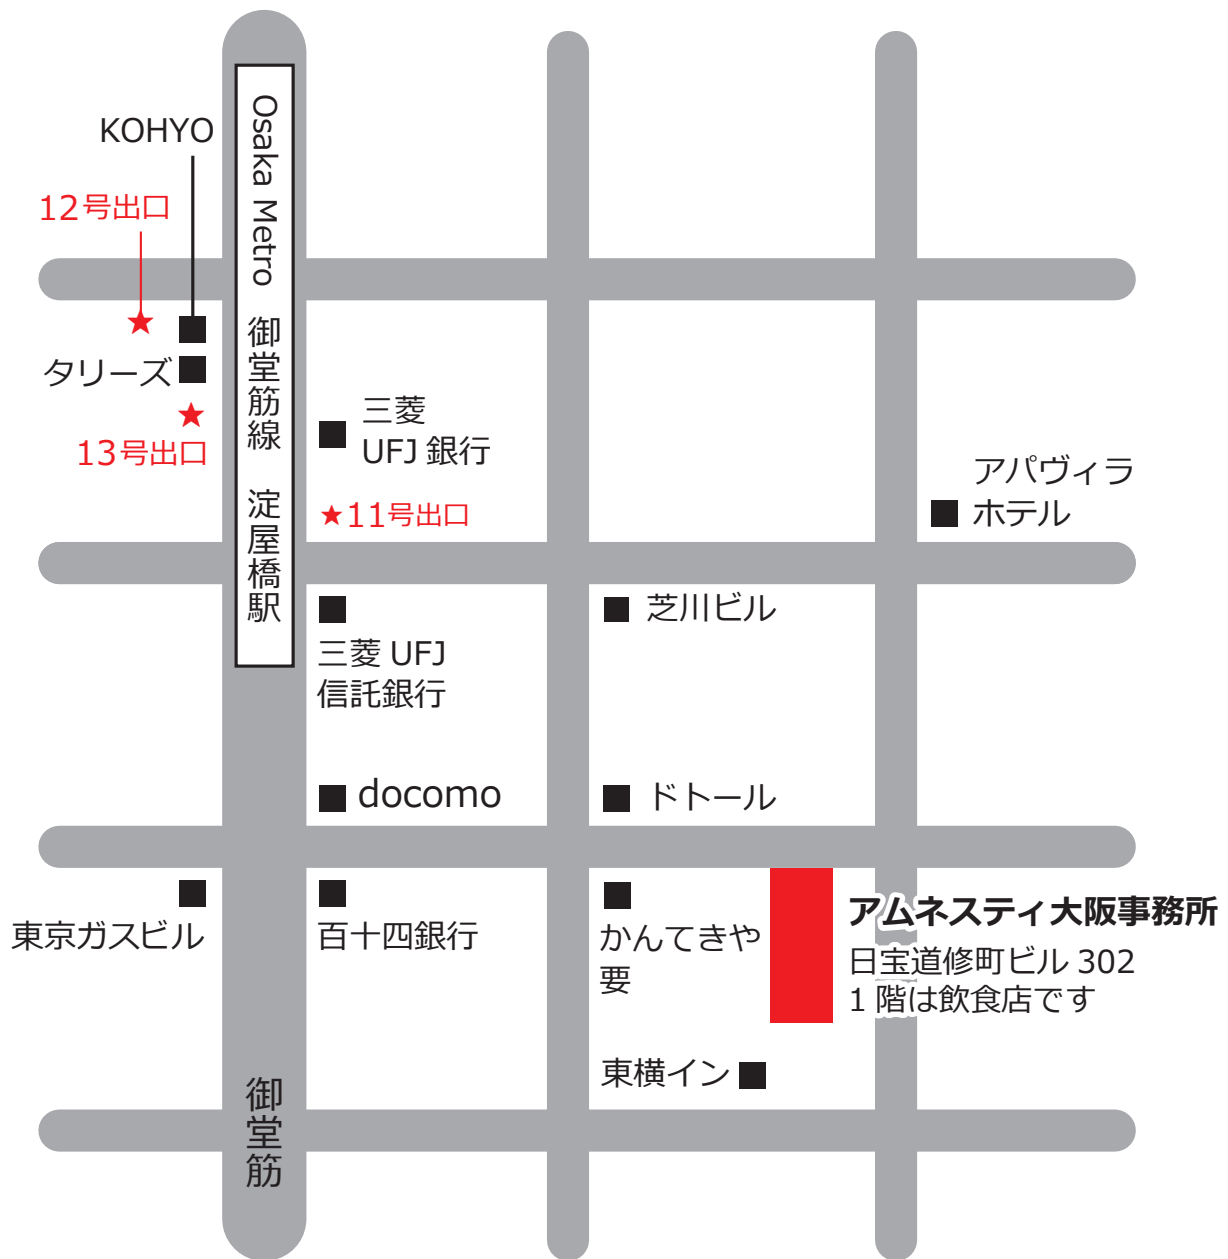 KOHYO
12号出口
Osaka Metro 御堂筋線 淀屋橋駅
タリーズ
13号出口
三菱
UFJ 銀行
11号出口
アパヴィラ
ホテル
三菱 UFJ
信託銀行
芝川ビル
docomo
ドトール
東京ガスビル
百十四銀行
かんてきや
要
アムネスティ大阪事務所
日宝道修町ビル 302
1 階は飲食店です
東横イン
御堂筋